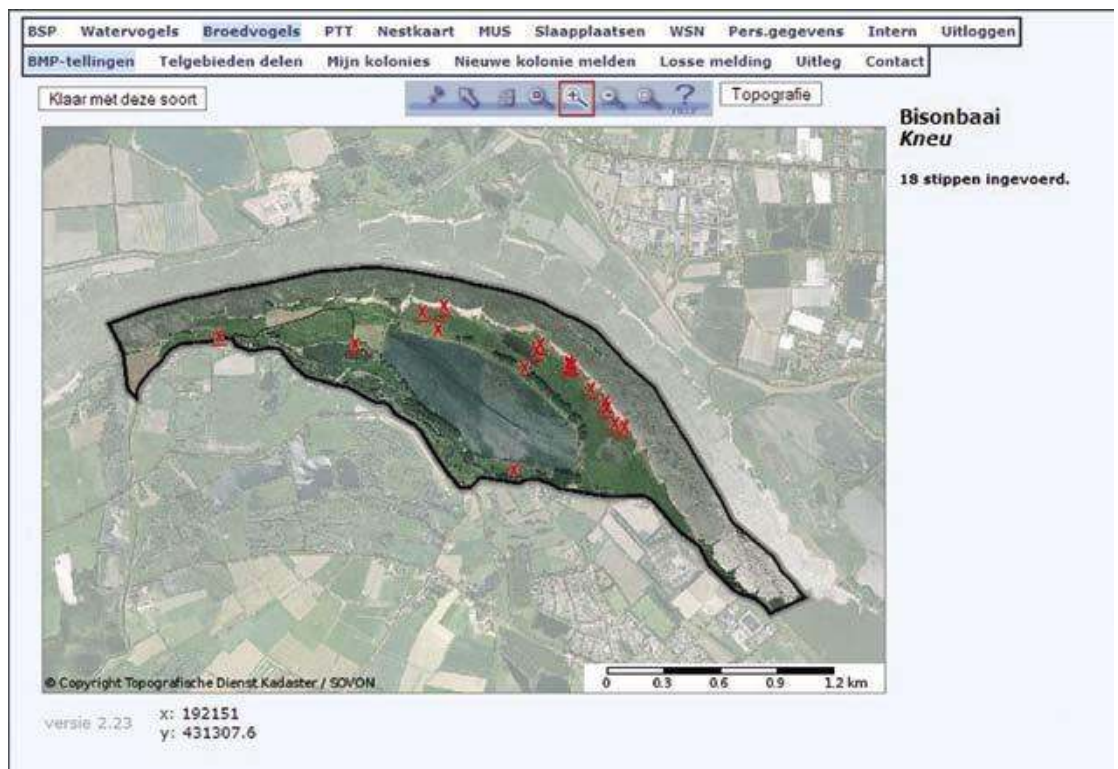 BSP Watervogels Broedvogels PTT Nestkaart MUS Slaapplaatsen WSN Pers.gegevens Intern Uitloggen
BMP-tellingen Telgebieden delen Mijn kolonies Nieuwe kolonie melden Losse melding Uitleg Contact
Klaar met deze soort Topografie
Bisonbaai
Kneu
18 stippen ingevoerd.
© Copyright Topografische Dienst Kadaster / SOVON
0 0.3 0.6 0.9 1.2 km
versie 2.23
x: 192151
y: 431307.6